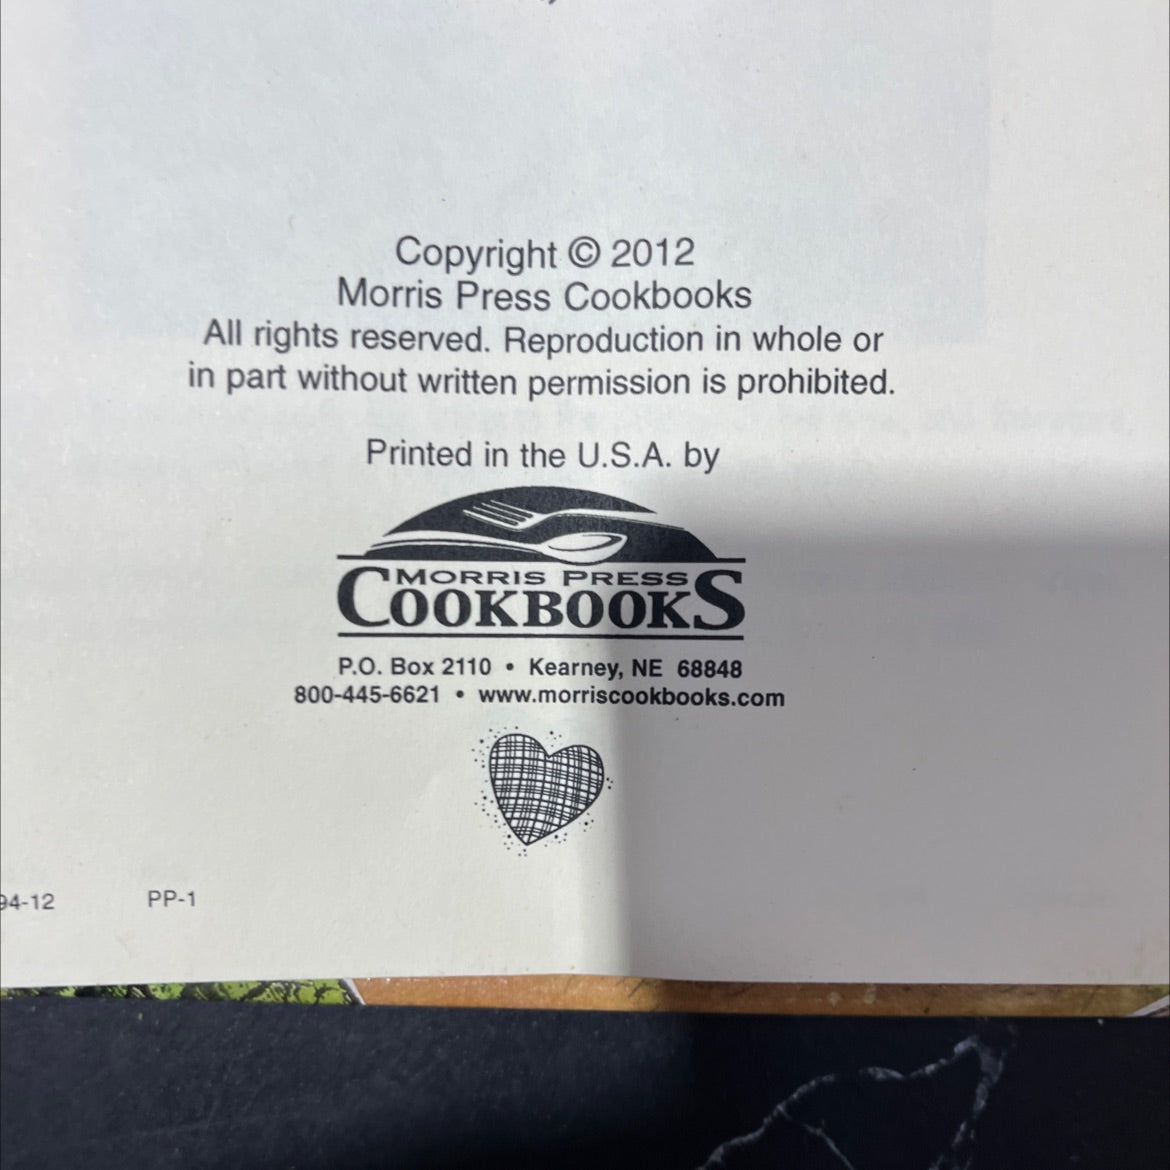 Copyright © 2012
Morris Press Cookbooks
All rights reserved. Reproduction in whole or
in part without written permission is prohibited.
Printed in the U.S.A. by
MORRIS PRESS
COOKBOOKS
P.O. Box 2110 • Kearney, NE 68848
800-445-6621 • www.morriscookbooks.com
94-12 PP-1